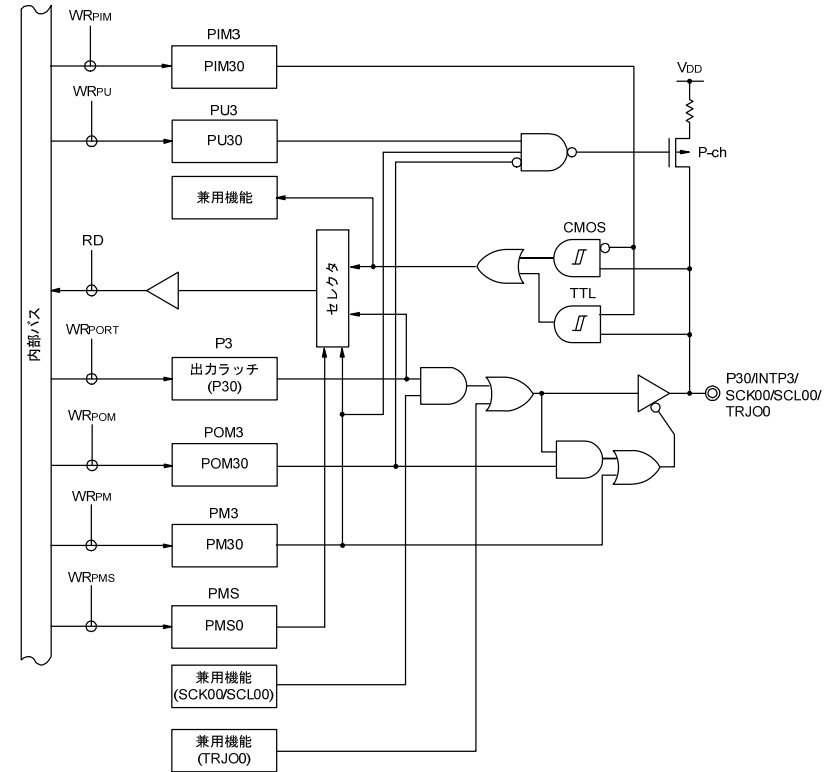 WRPIM
PIM3
PIM30
VDD
WRPU
PU3
PU30
P-ch
兼用機能
CMOS
RD
セレクタ
TTL
内部バス
WRPORT
P3
出力ラッチ
(P30)
P30/INTP3/
SCK00/SCL00/
TRJO0
WRPOM
POM3
POM30
WRPM
PM3
PM30
WRPMS
PMS
PMS0
兼用機能
(SCK00/SCL00)
兼用機能
(TRJO0)